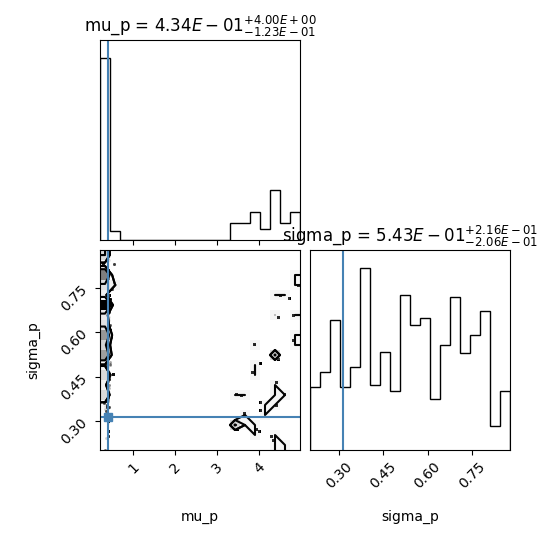 mu_p = 4.34E − 01+4.00E+00−1.23E−01
sigma_p = 5.43E − 01+2.16E−01−2.06E−01
0.75
0.60
0.45
0.30
sigma_p
1 2 3 4
0.30 0.45 0.60 0.75
mu_p
sigma_p